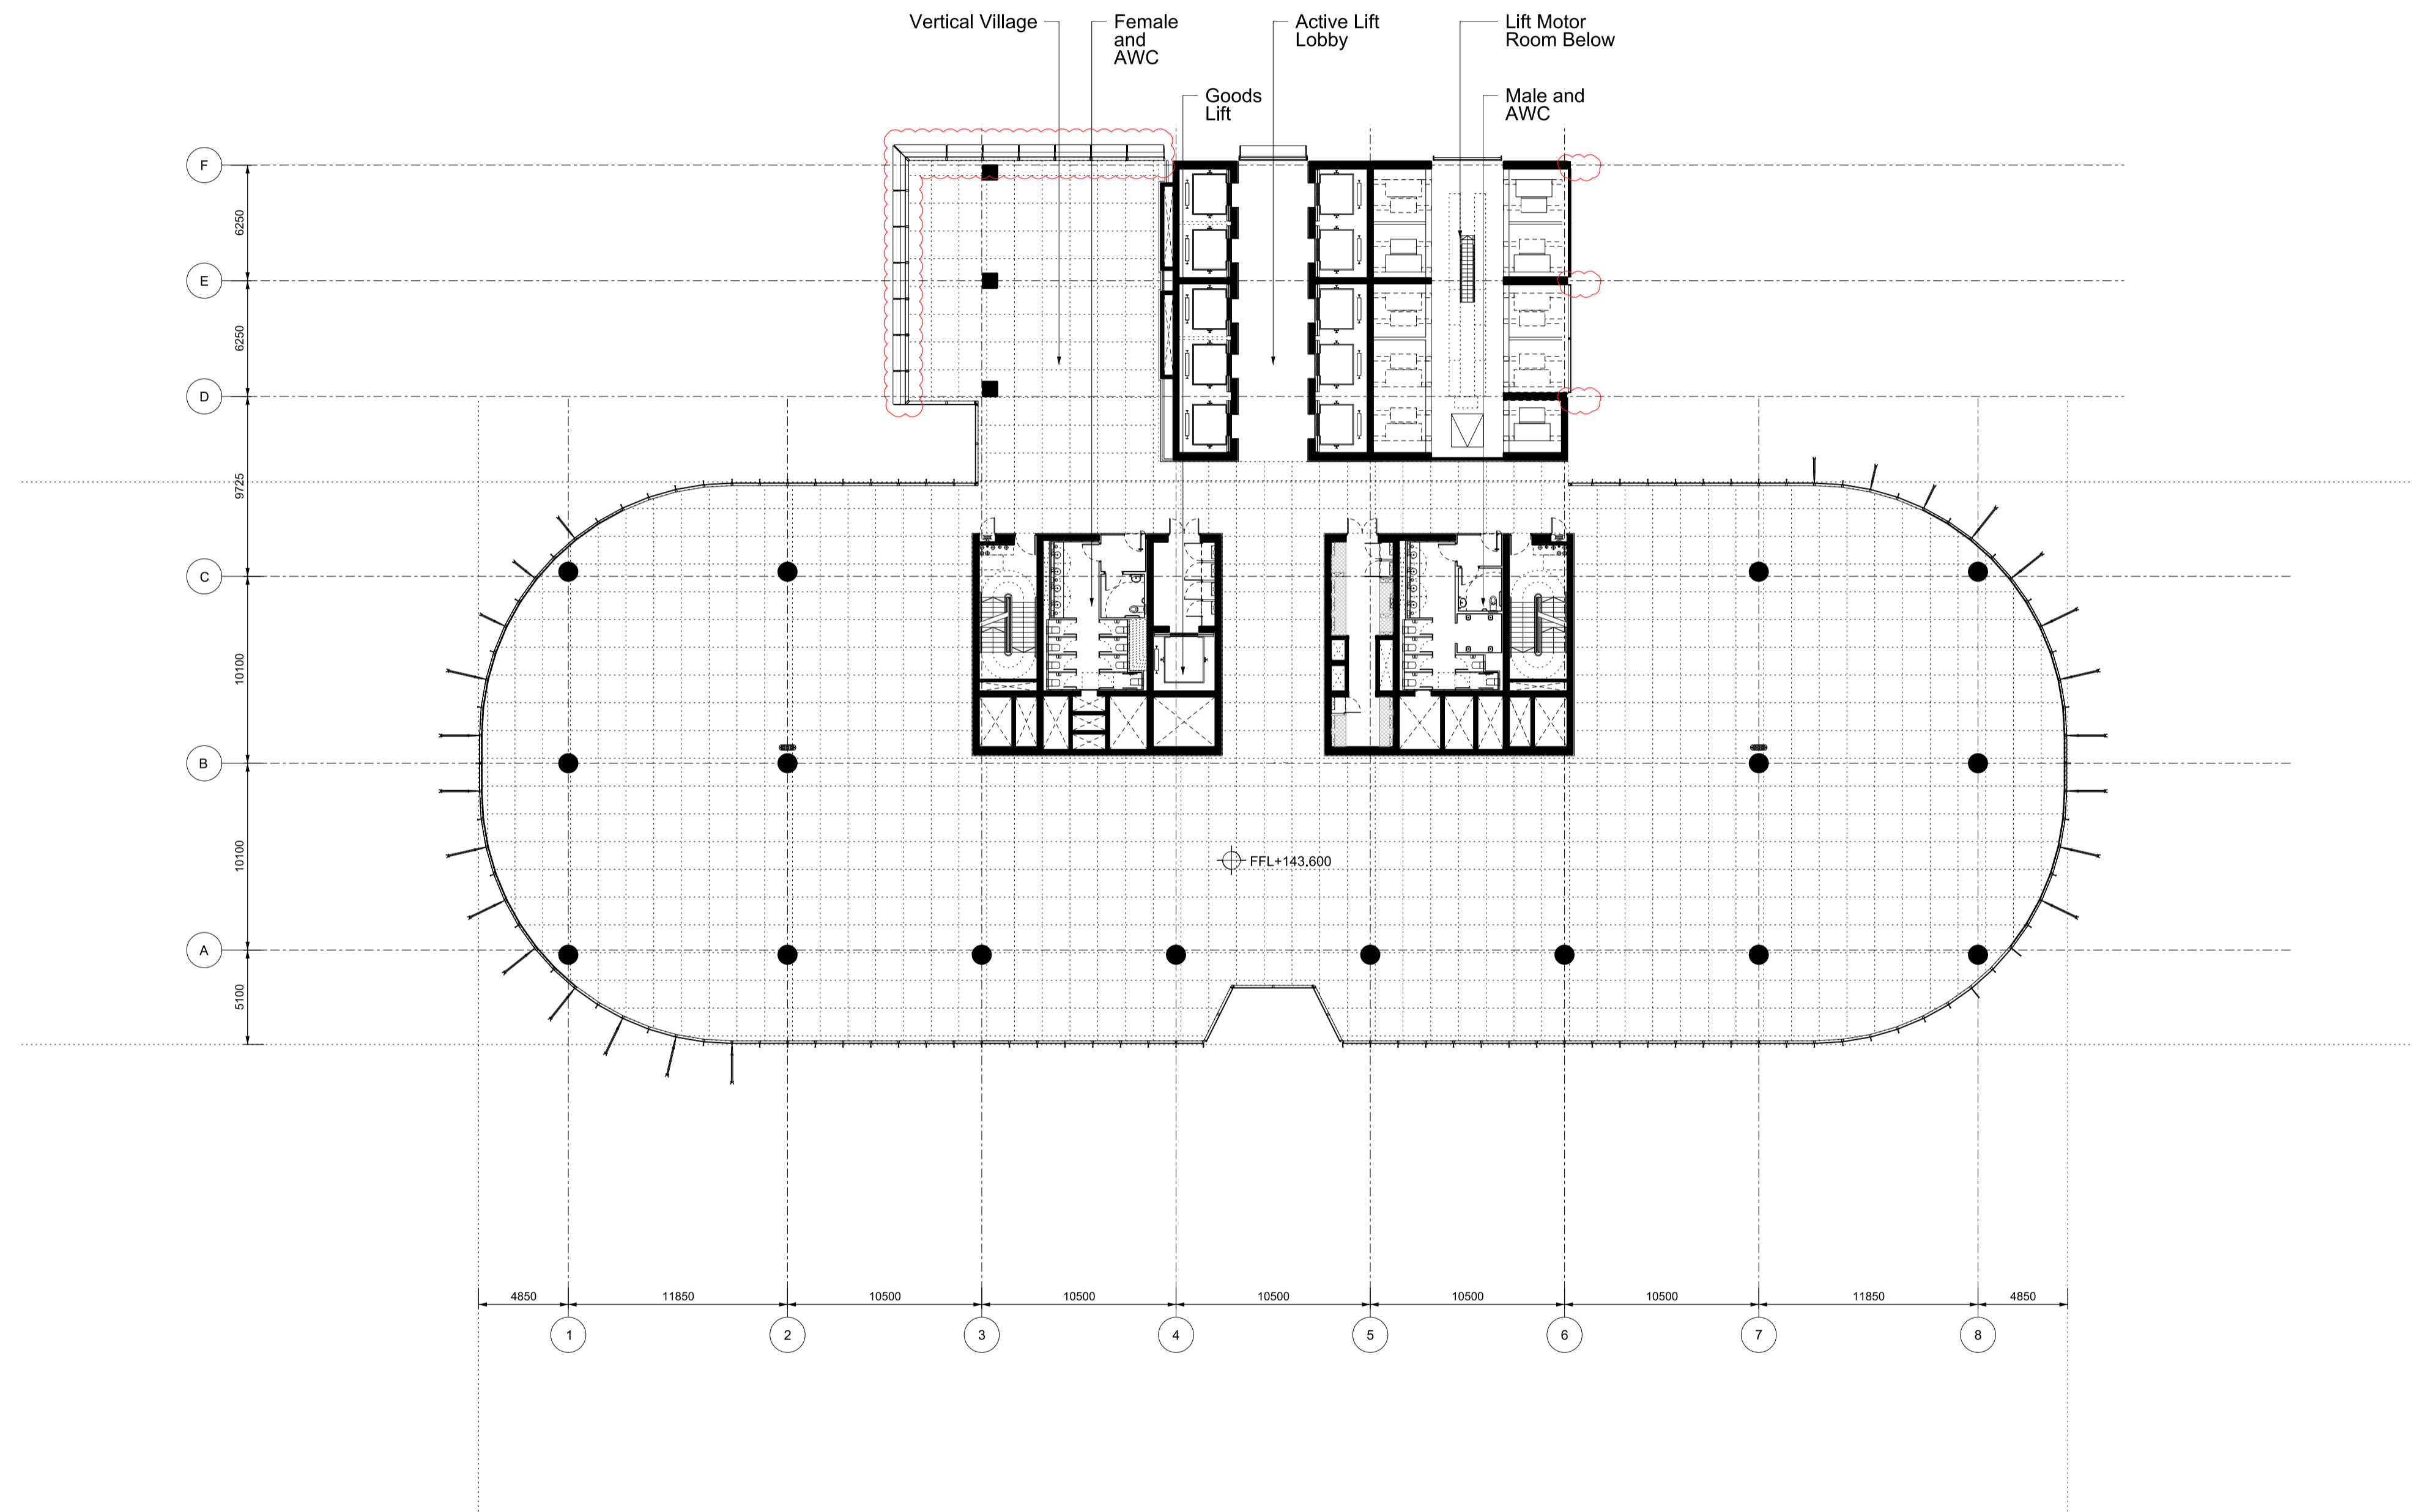 Vertical Village
Female
and
AWC
Active Lift
Lobby
Lift Motor
Room Below
Goods
Lift
Male and
AWC
F
6250
E
6250
D
9725
C
10100
B
10100
A
5100
FFL+143.600
4850
11850
10500
10500
10500
10500
10500
11850
4850
1
2
3
4
5
6
7
8